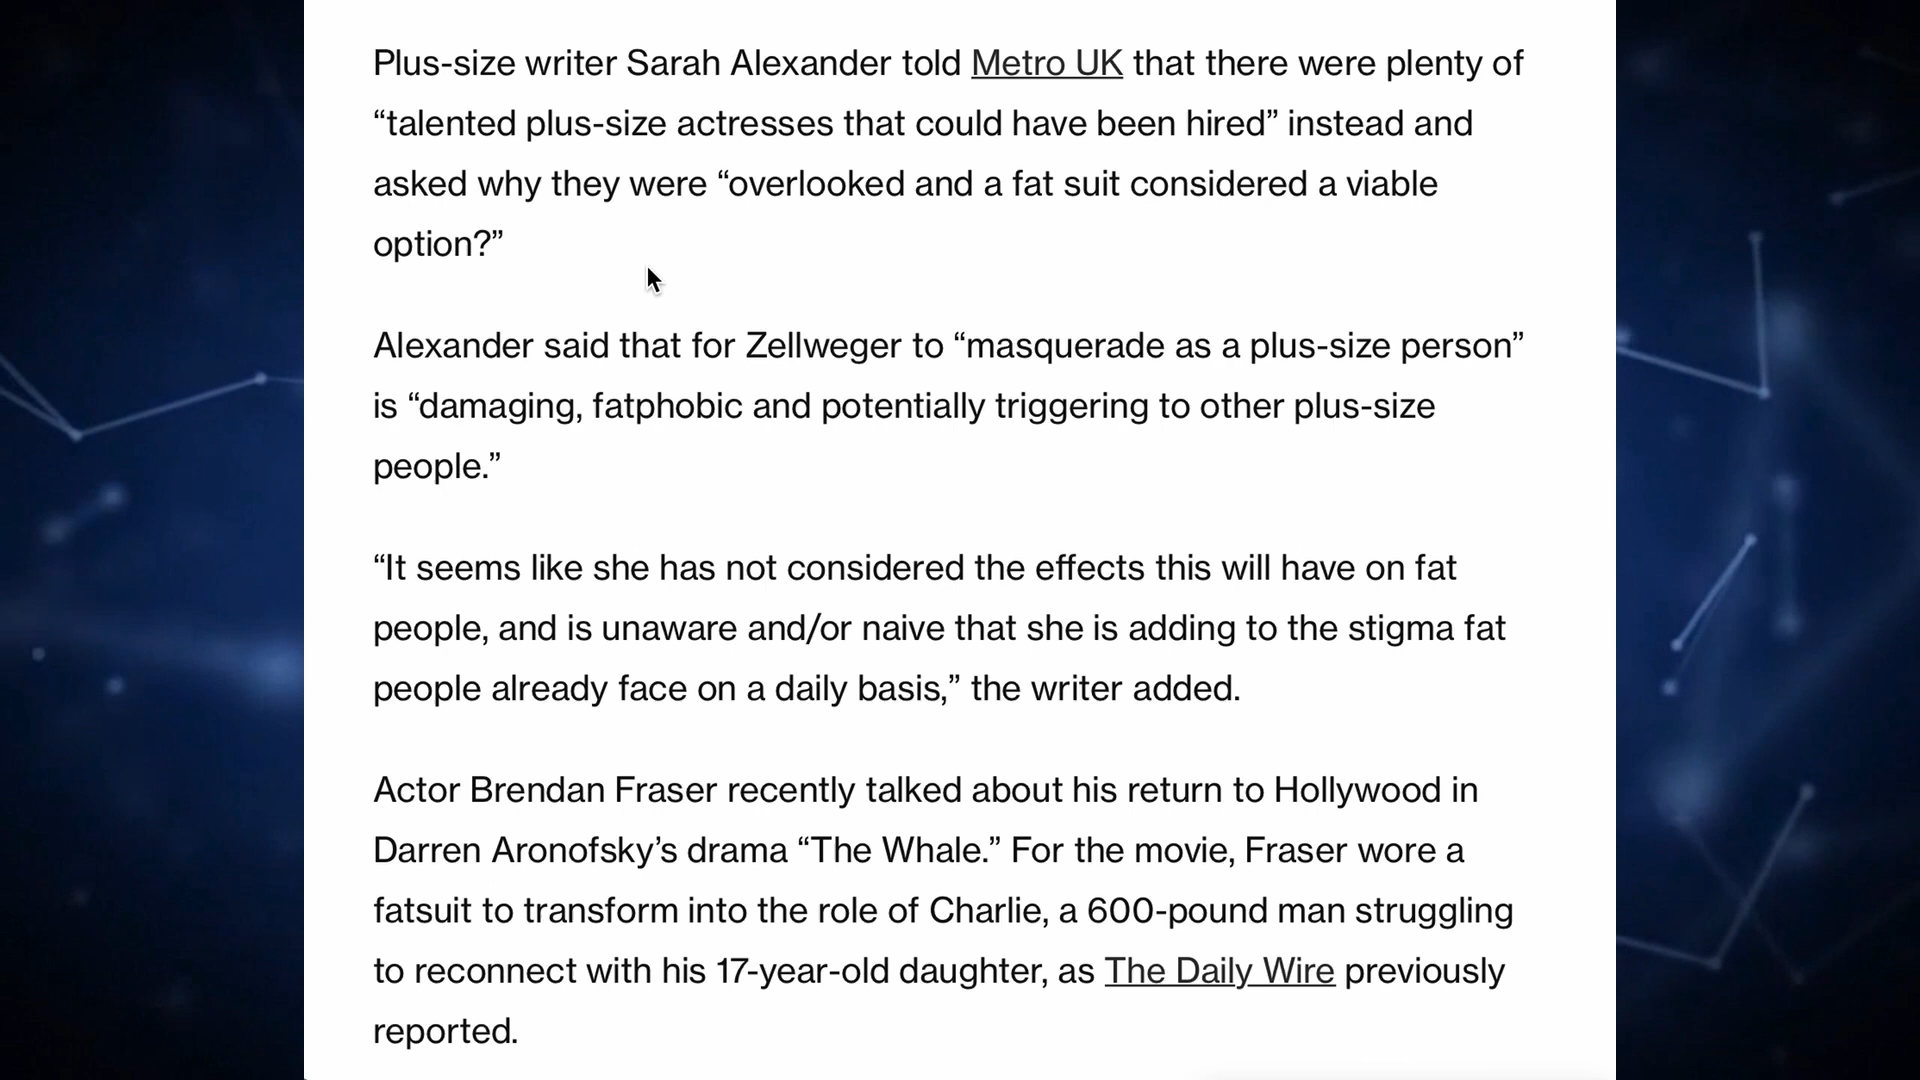 Plus-size writer Sarah Alexander told Metro UK that there were plenty of
“talented plus-size actresses that could have been hired” instead and
asked why they were “overlooked and a fat suit considered a viable
option?”
Alexander said that for Zellweger to “masquerade as a plus-size person”
is “damaging, fatphobic and potentially triggering to other plus-size
people.”
“It seems like she has not considered the effects this will have on fat
people, and is unaware and/or naive that she is adding to the stigma fat
people already face on a daily basis,” the writer added.
Actor Brendan Fraser recently talked about his return to Hollywood in
Darren Aronofsky’s drama “The Whale.” For the movie, Fraser wore a
fatsuit to transform into the role of Charlie, a 600-pound man struggling
to reconnect with his 17-year-old daughter, as The Daily Wire previously
reported.